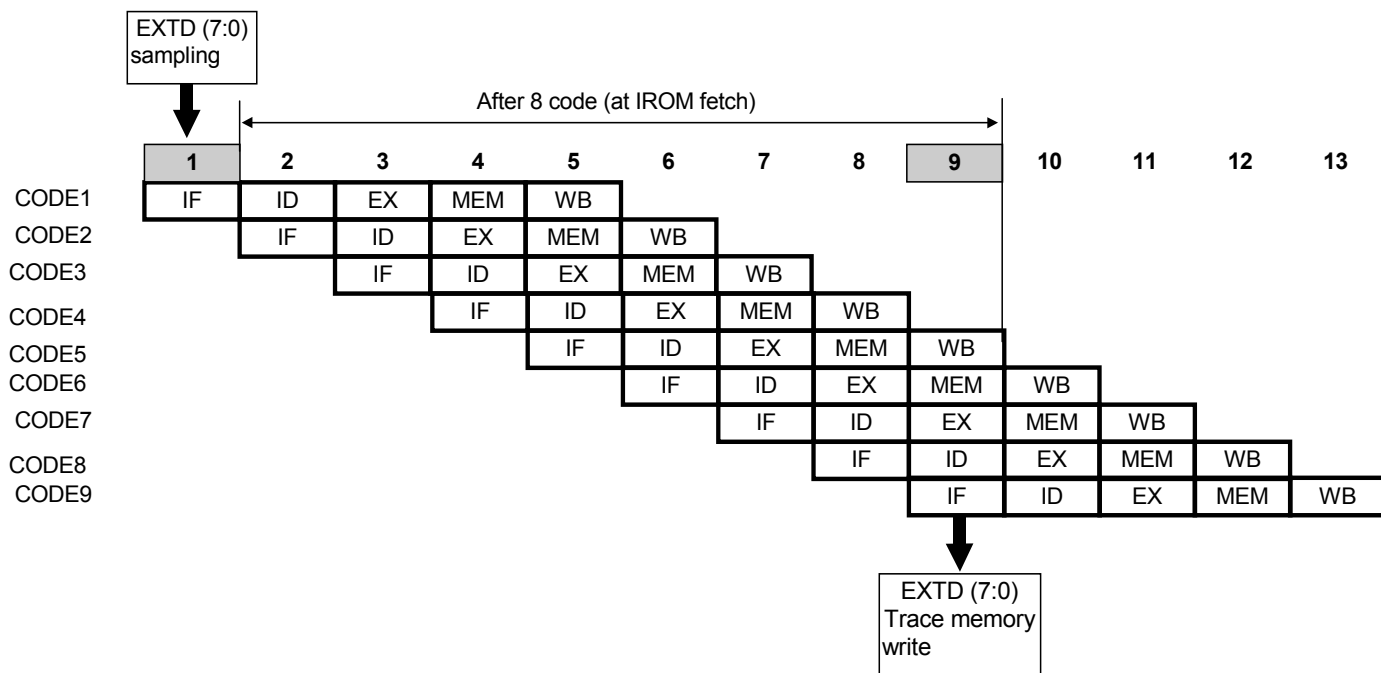 EXTD (7:0)
sampling
After 8 code (at IROM fetch)
1 2 3 4 5 6 7 8 9 10 11 12 13
CODE1 IF ID EX MEM WB
CODE2 IF ID EX MEM WB
CODE3 IF ID EX MEM WB
CODE4 IF ID EX MEM WB
CODE5 IF ID EX MEM WB
CODE6 IF ID EX MEM WB
CODE7 IF ID EX MEM WB
CODE8 IF ID EX MEM WB
CODE9 IF ID EX MEM WB
EXTD (7:0)
Trace memory
write